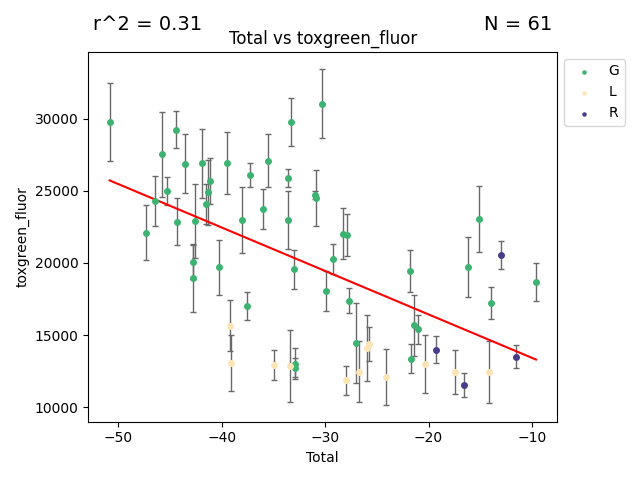 r^2 = 0.31
N = 61
Total vs toxgreen_fluor
G
L
R
30000
25000
20000
15000
10000
toxgreen_fluor
−50
−40
−30
−20
−10
Total